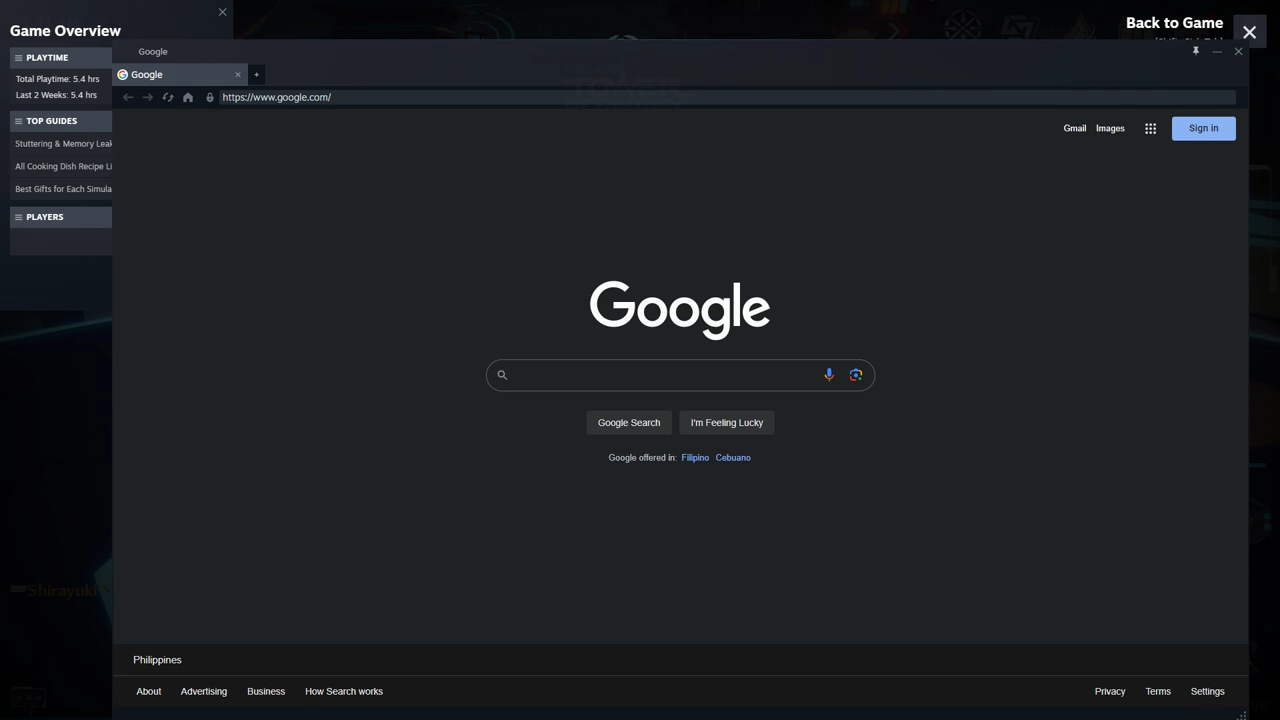 Game Overview
Back to Game
PLAYTIME
Total Playtime: 5.4 hrs
Last 2 Weeks: 5.4 hrs
TOP GUIDES
Stuttering & Memory Leak
All Cooking Dish Recipe Li
Best Gifts for Each Simula
PLAYERS
Google
Google
https://www.google.com/
Gmail Images Sign in
Google
Google Search I'm Feeling Lucky
Google offered in: Filipino Cebuano
Shirayuki
Philippines
About Advertising Business How Search works Privacy Terms Settings